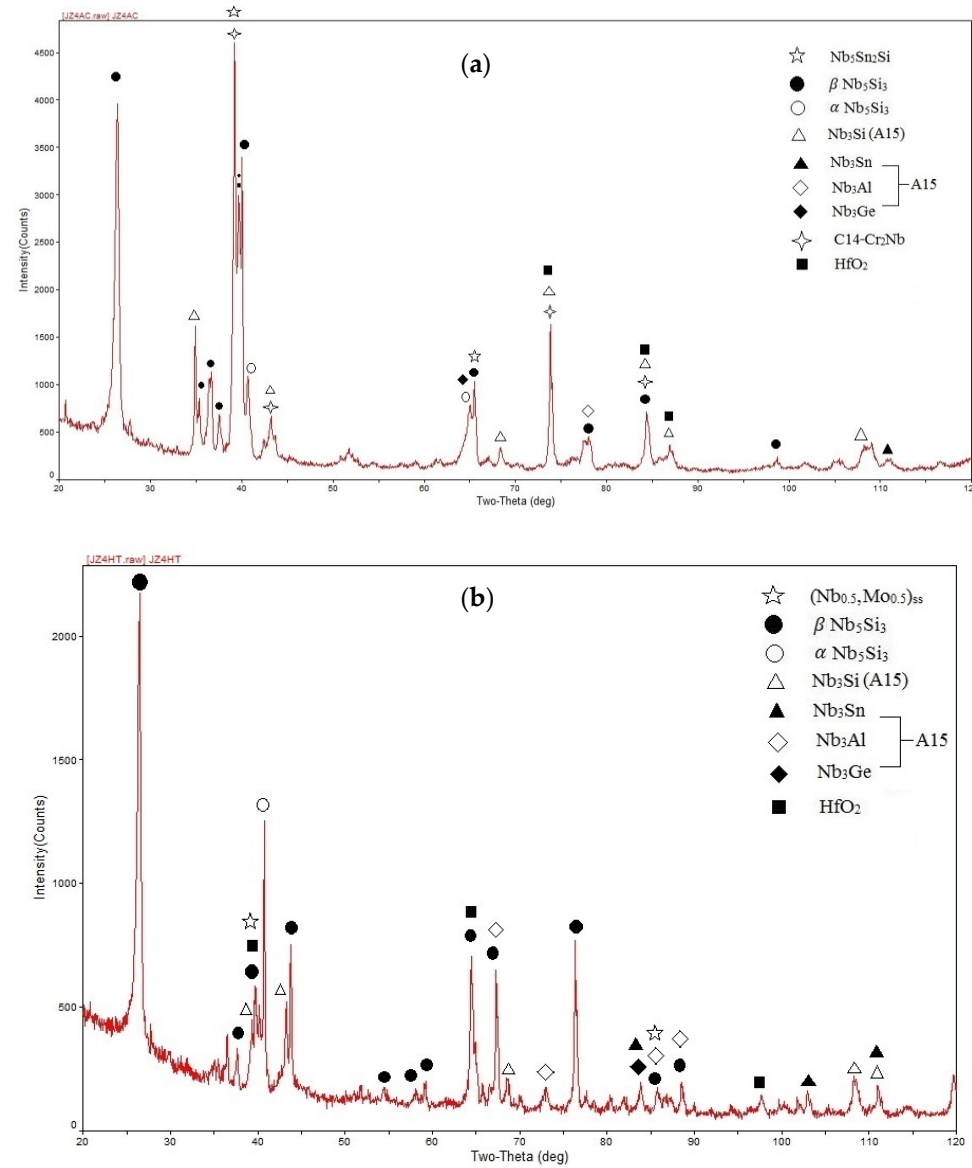 [JZ4AC.raw] JZ4AC
(a)
Nb₅Sn₂Si
β Nb₅Si₃
α Nb₅Si₃
Nb₃Si (A15)
Nb₃Sn
Nb₃Al
A15
Nb₃Ge
C14-Cr₂Nb
HfO₂
Intensity(Counts)
4500
4000
3500
3000
2500
2000
1500
1000
500
20 30 40 50 60 70 80 90 100 110 120
Two-Theta (deg)
[JZ4HT.raw] JZ4HT
(b)
(Nb₀.₅,Mo₀.₅)ss
β Nb₅Si₃
α Nb₅Si₃
Nb₃Si (A15)
Nb₃Sn
Nb₃Al
A15
Nb₃Ge
HfO₂
Intensity(Counts)
2000
1500
1000
500
0
20 30 40 50 60 70 80 90 100 110 120
Two-Theta (deg)